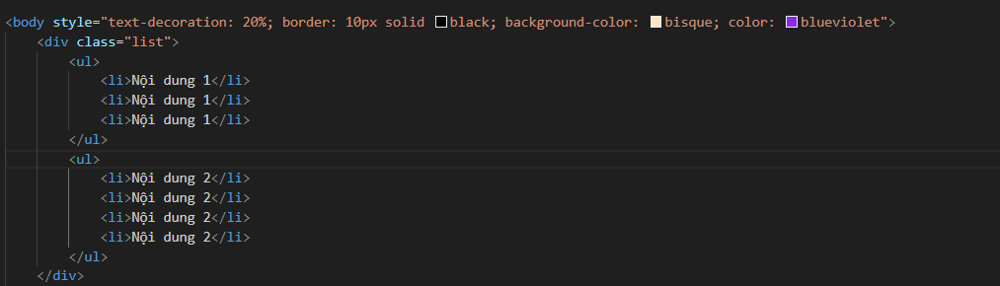 <body style="text-decoration: 20%; border: 10px solid black; background-color: bisque; color: blueviolet">
<div class="list">
<ul>
<li>Nội dung 1</li>
<li>Nội dung 1</li>
<li>Nội dung 1</li>
</ul>
<ul>
<li>Nội dung 2</li>
<li>Nội dung 2</li>
<li>Nội dung 2</li>
<li>Nội dung 2</li>
</ul>
</div>